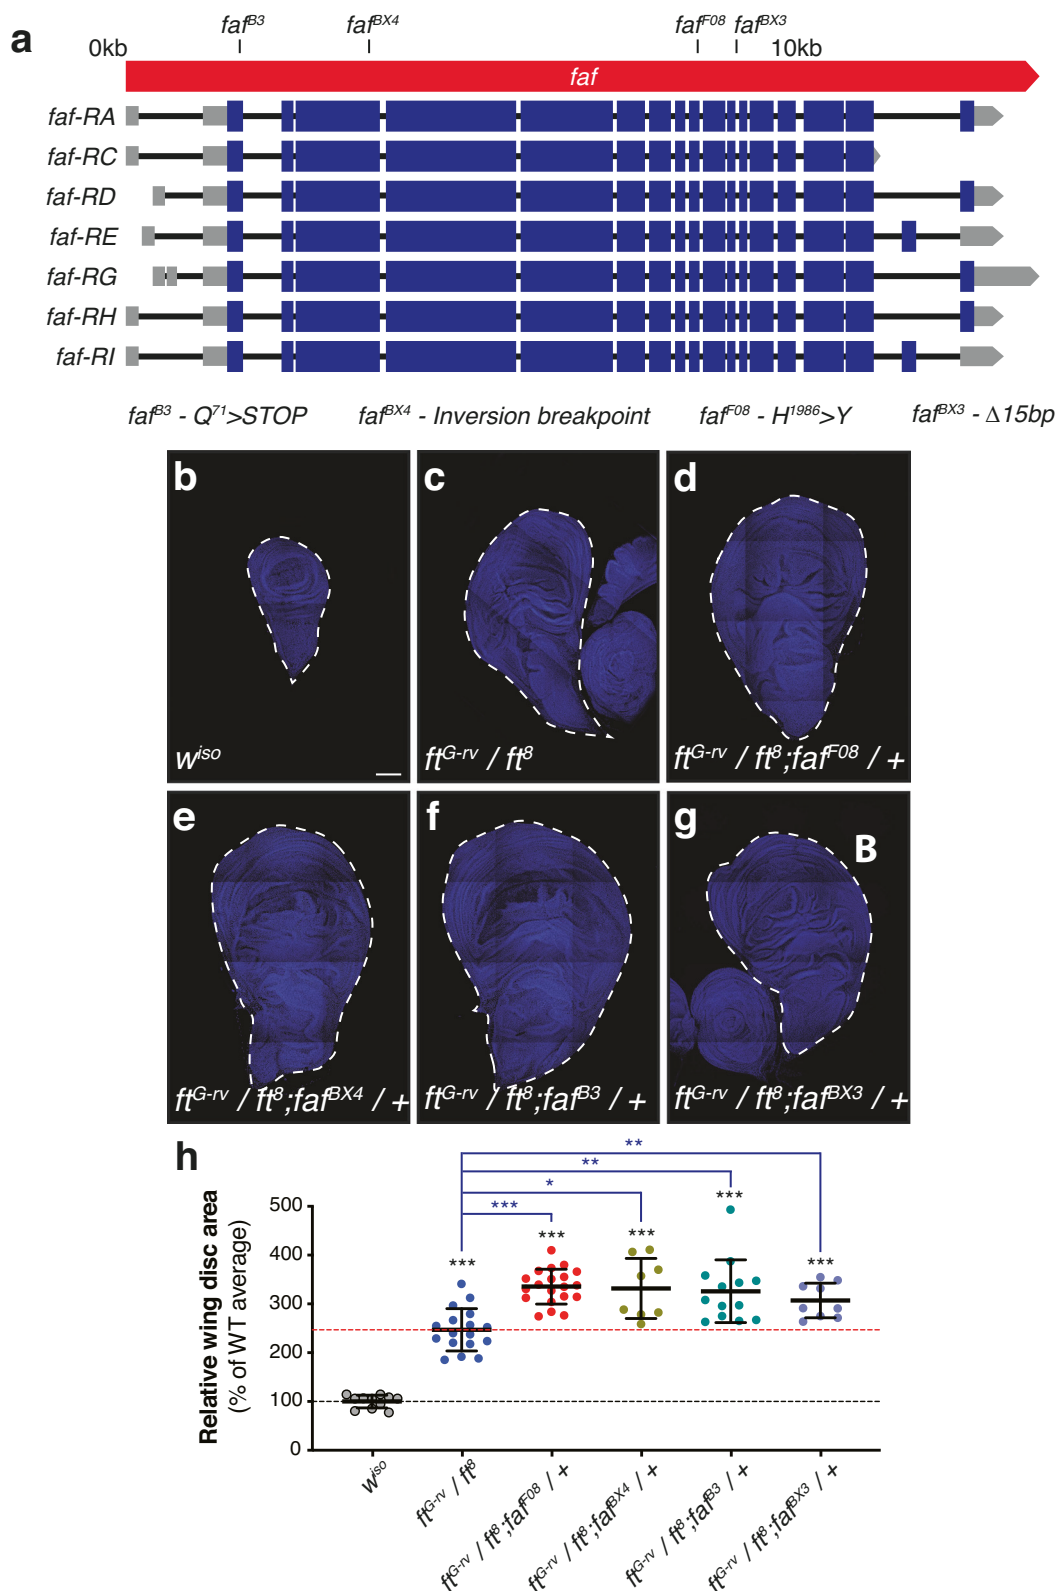 a
faf^B3 faf^BX4 faf^F08 faf^BX3
0kb 10kb
faf
faf-RA
faf-RC
faf-RD
faf-RE
faf-RG
faf-RH
faf-RI
faf^B3 - Q^71>STOP faf^BX4 - Inversion breakpoint faf^F08 - H^1986>Y faf^BX3 - Δ15bp
b
w^iso
c
ft^G-rv / ft^8
d
ft^G-rv / ft^8;faf^F08 / +
e
ft^G-rv / ft^8;faf^BX4 / +
f
ft^G-rv / ft^8;faf^B3 / +
g
B
ft^G-rv / ft^8;faf^BX3 / +
h
**
**
*
***
***
***
***
***
***
Relative wing disc area
(% of WT average)
500
400
300
200
100
0
w^iso
ft^G-rv / ft^8
ft^G-rv / ft^8;faf^F08 / +
ft^G-rv / ft^8;faf^BX4 / +
ft^G-rv / ft^8;faf^B3 / +
ft^G-rv / ft^8;faf^BX3 / +